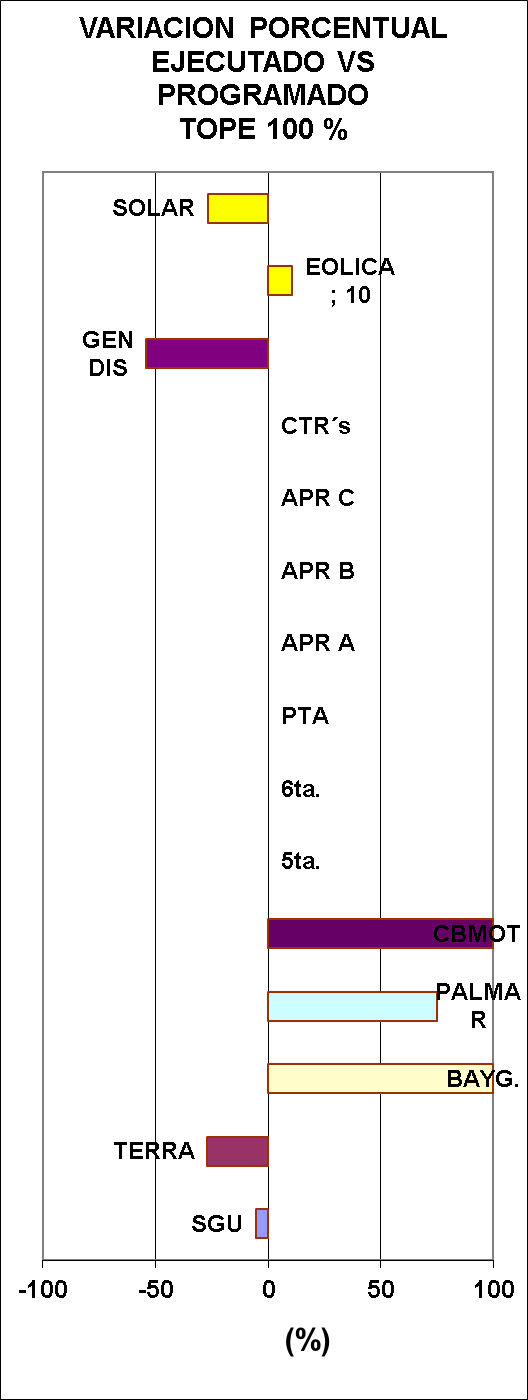 VARIACION PORCENTUAL
EJECUTADO VS
PROGRAMADO
TOPE 100 %
SOLAR
EOLICA
; 10
GEN
DIS
CTR´s
APR C
APR B
APR A
PTA
6ta.
5ta.
CBMOT
PALMA
R
BAYG.
TERRA
SGU
-100 -50 0 50 100
(%)